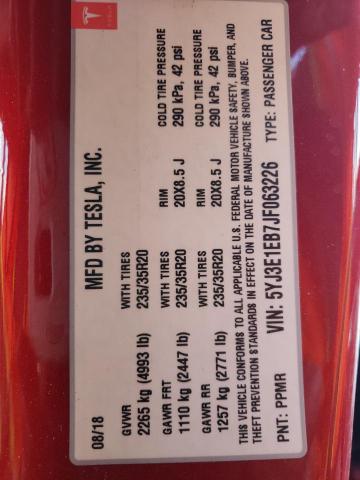 TESLA
MFD BY TESLA, INC.
08/18
GVWR WITH TIRES RIM COLD TIRE PRESSURE
2265 kg (4993 lb) 235/35R20 20X8.5 J 290 kPa, 42 psi
GAWR FRT WITH TIRES RIM COLD TIRE PRESSURE
1110 kg (2447 lb) 235/35R20 20X8.5 J 290 kPa, 42 psi
GAWR RR WITH TIRES
1257 kg (2771 lb) 235/35R20
THIS VEHICLE CONFORMS TO ALL APPLICABLE U.S. FEDERAL MOTOR VEHICLE SAFETY, BUMPER, AND
THEFT PREVENTION STANDARDS IN EFFECT ON THE DATE OF MANUFACTURE SHOWN ABOVE.
VIN: 5YJ3E1EB7JF063226 TYPE: PASSENGER CAR
PNT: PPMR